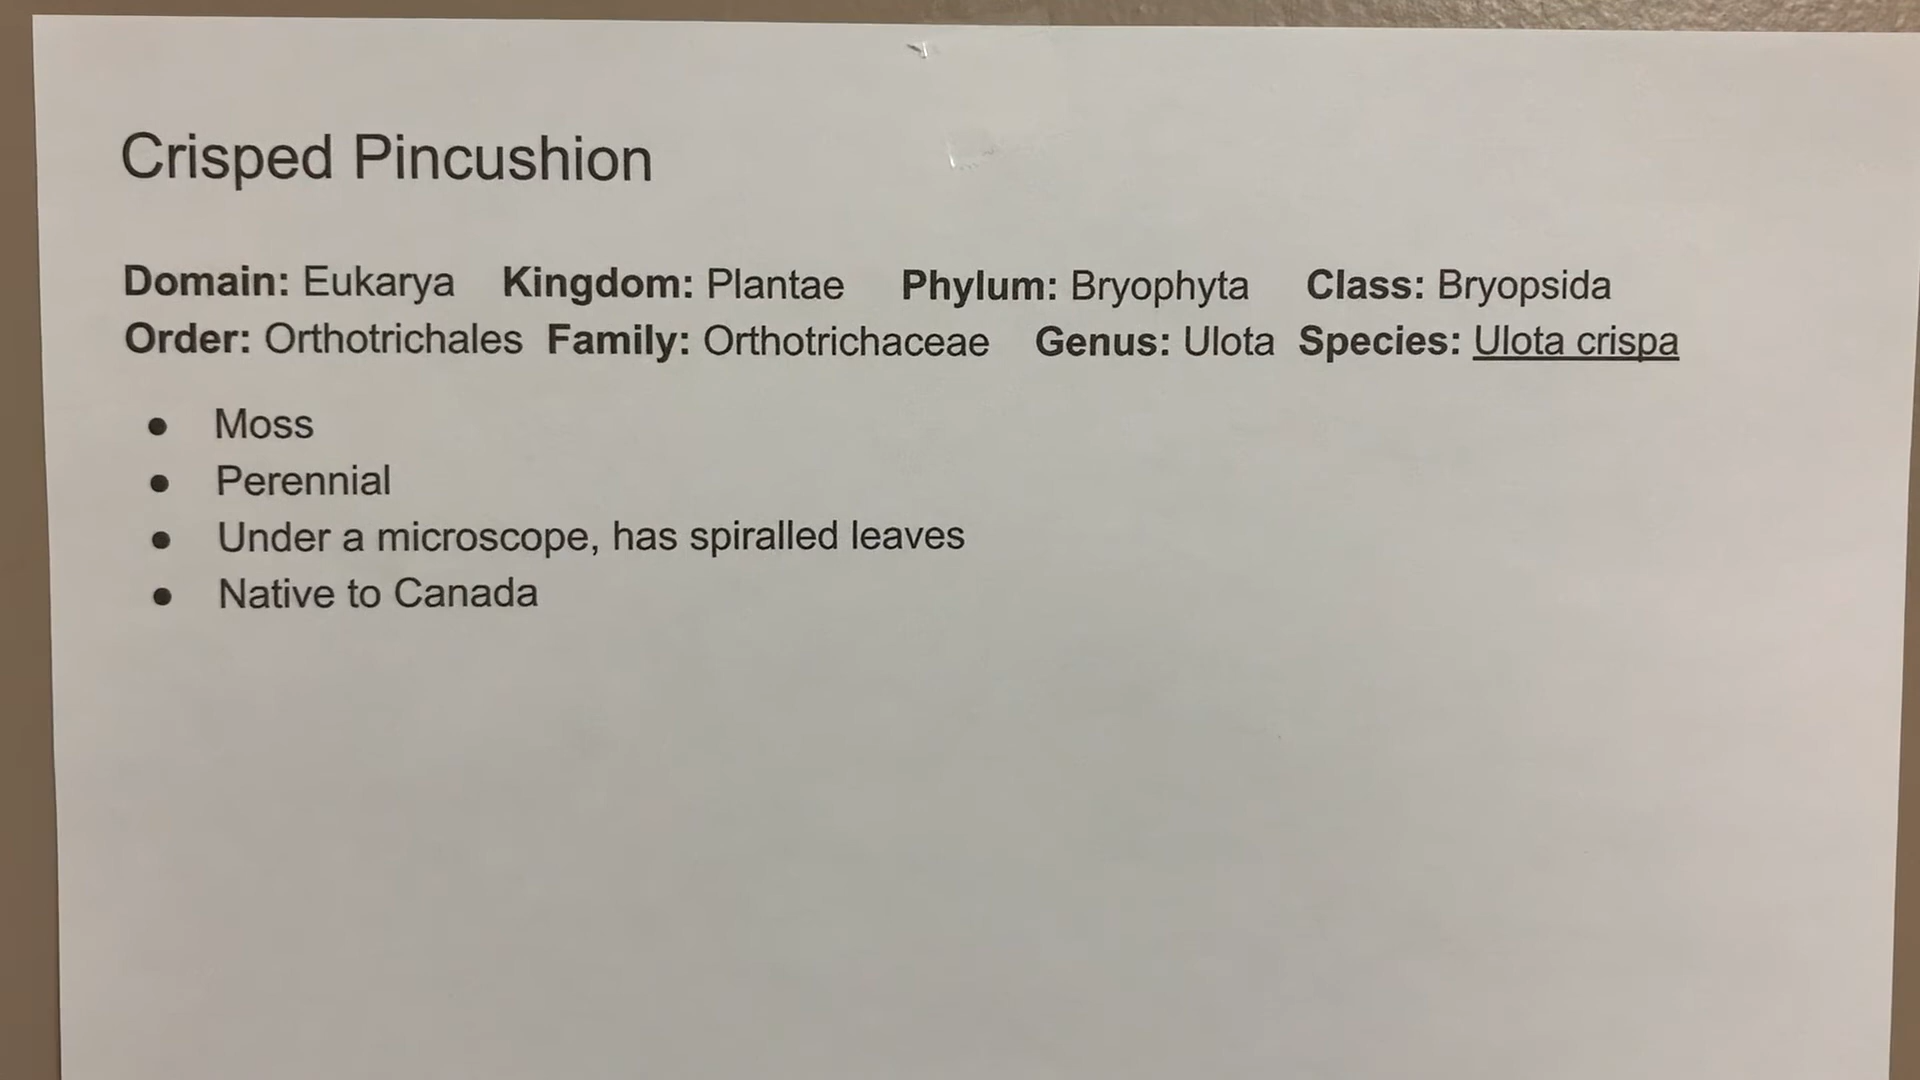 Crisped Pincushion
Domain: Eukarya Kingdom: Plantae Phylum: Bryophyta Class: Bryopsida
Order: Orthotrichales Family: Orthotrichaceae Genus: Ulota Species: Ulota crispa
● Moss
● Perennial
● Under a microscope, has spiralled leaves
● Native to Canada